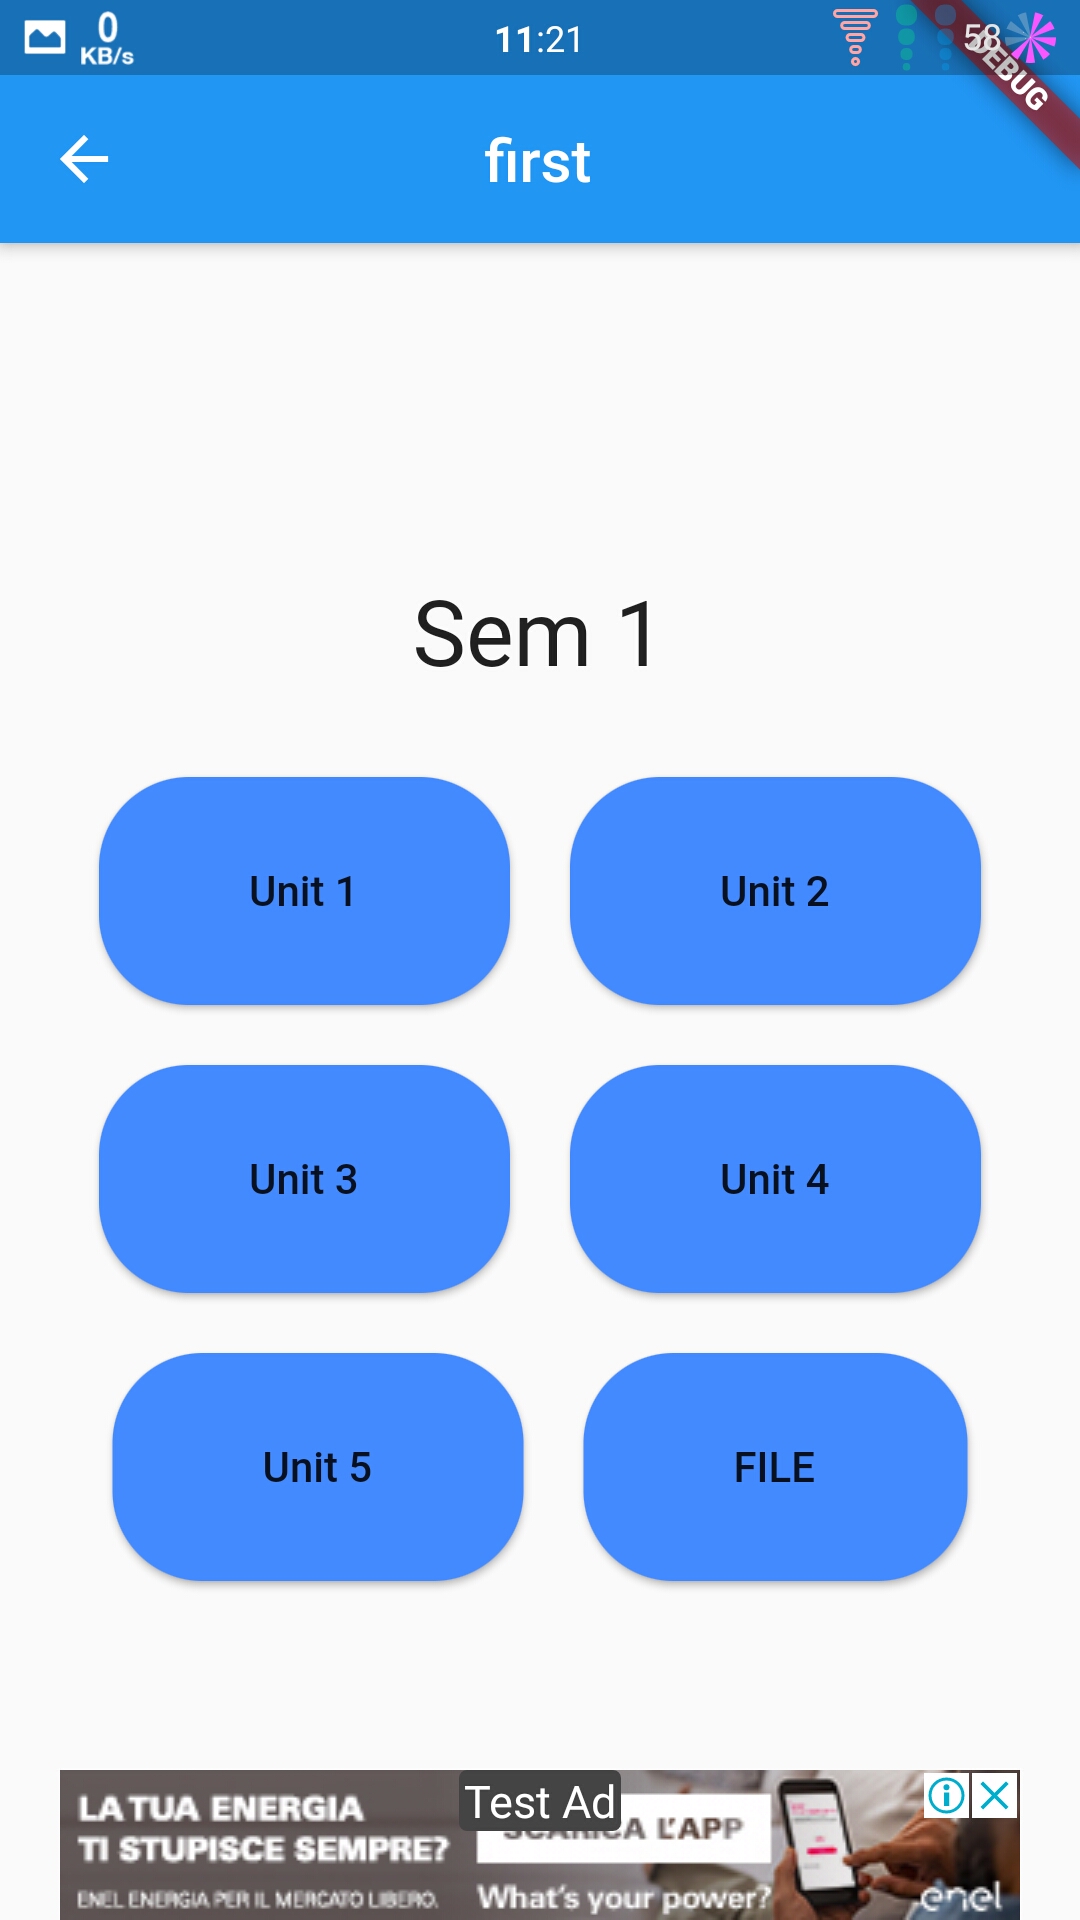 0
KB/s
11:21
58
DEBUG
first
Sem 1
Unit 1
Unit 2
Unit 3
Unit 4
Unit 5
FILE
Test Ad
LA TUA ENERGIA
TI STUPISCE SEMPRE?
SCARICA L'APP
ENEL ENERGIA PER IL MERCATO LIBERO.
What's your power?
enel